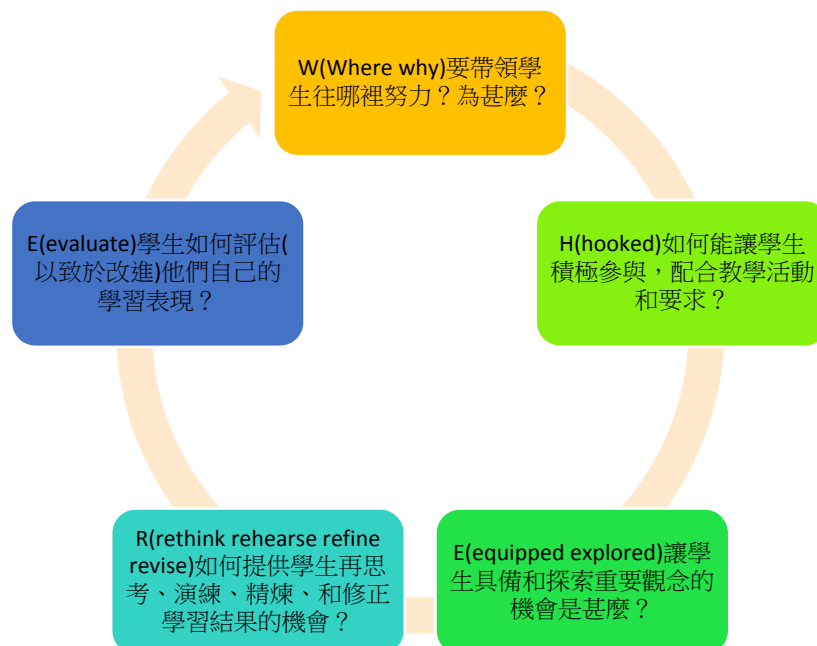 W(Where why)要帶領學
生往哪裡努力？為甚麼？
H(hooked)如何能讓學生
積極參與，配合教學活動
和要求？
E(equipped explored)讓學
生具備和探索重要觀念的
機會是甚麼？
R(rethink rehearse refine
revise)如何提供學生再思
考、演練、精煉、和修正
學習結果的機會？
E(evaluate)學生如何評估(
以致於改進)他們自己的
學習表現？